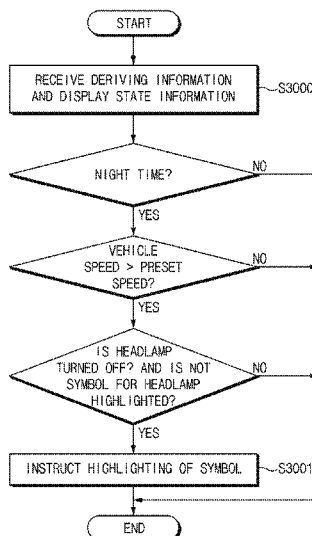 START
RECEIVE DERIVING INFORMATION
AND DISPLAY STATE INFORMATION
S3000
NIGHT TIME?
NO
YES
VEHICLE
SPEED > PRESET
SPEED?
NO
YES
IS HEADLAMP
TURNED OFF? AND IS NOT
SYMBOL FOR HEADLAMP
HIGHLIGHTED?
NO
YES
INSTRUCT HIGHLIGHTING OF SYMBOL
S3001
END